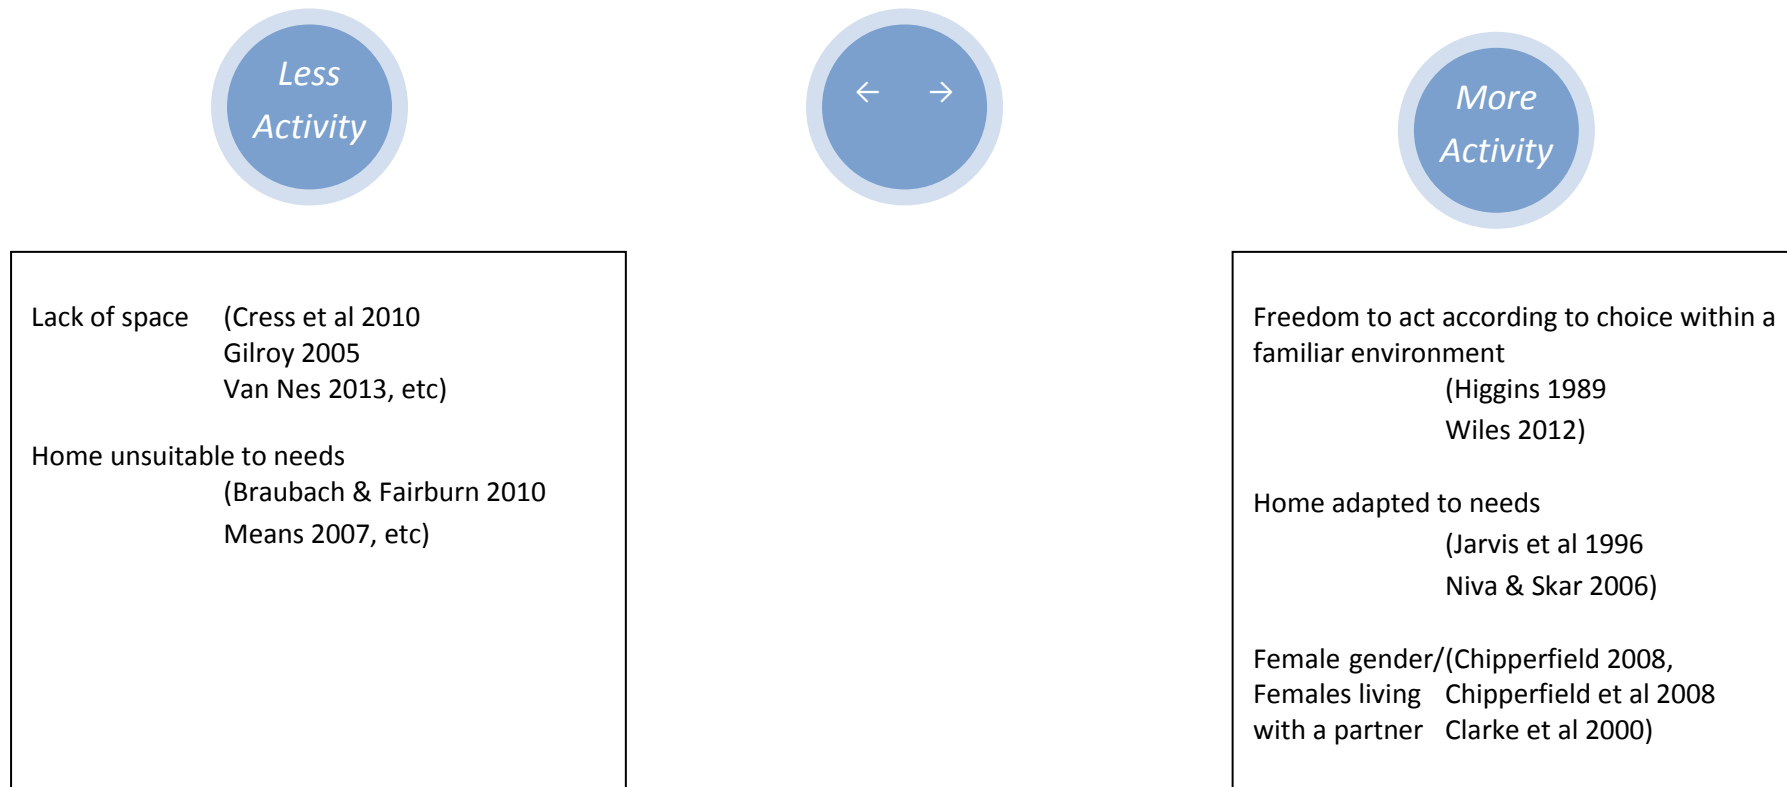 Less
Activity
← →
More
Activity
Lack of space (Cress et al 2010
Gilroy 2005
Van Nes 2013, etc)
Home unsuitable to needs
(Braubach & Fairburn 2010
Means 2007, etc)
Freedom to act according to choice within a
familiar environment
(Higgins 1989
Wiles 2012)
Home adapted to needs
(Jarvis et al 1996
Niva & Skar 2006)
Female gender/(Chipperfield 2008,
Females living Chipperfield et al 2008
with a partner Clarke et al 2000)